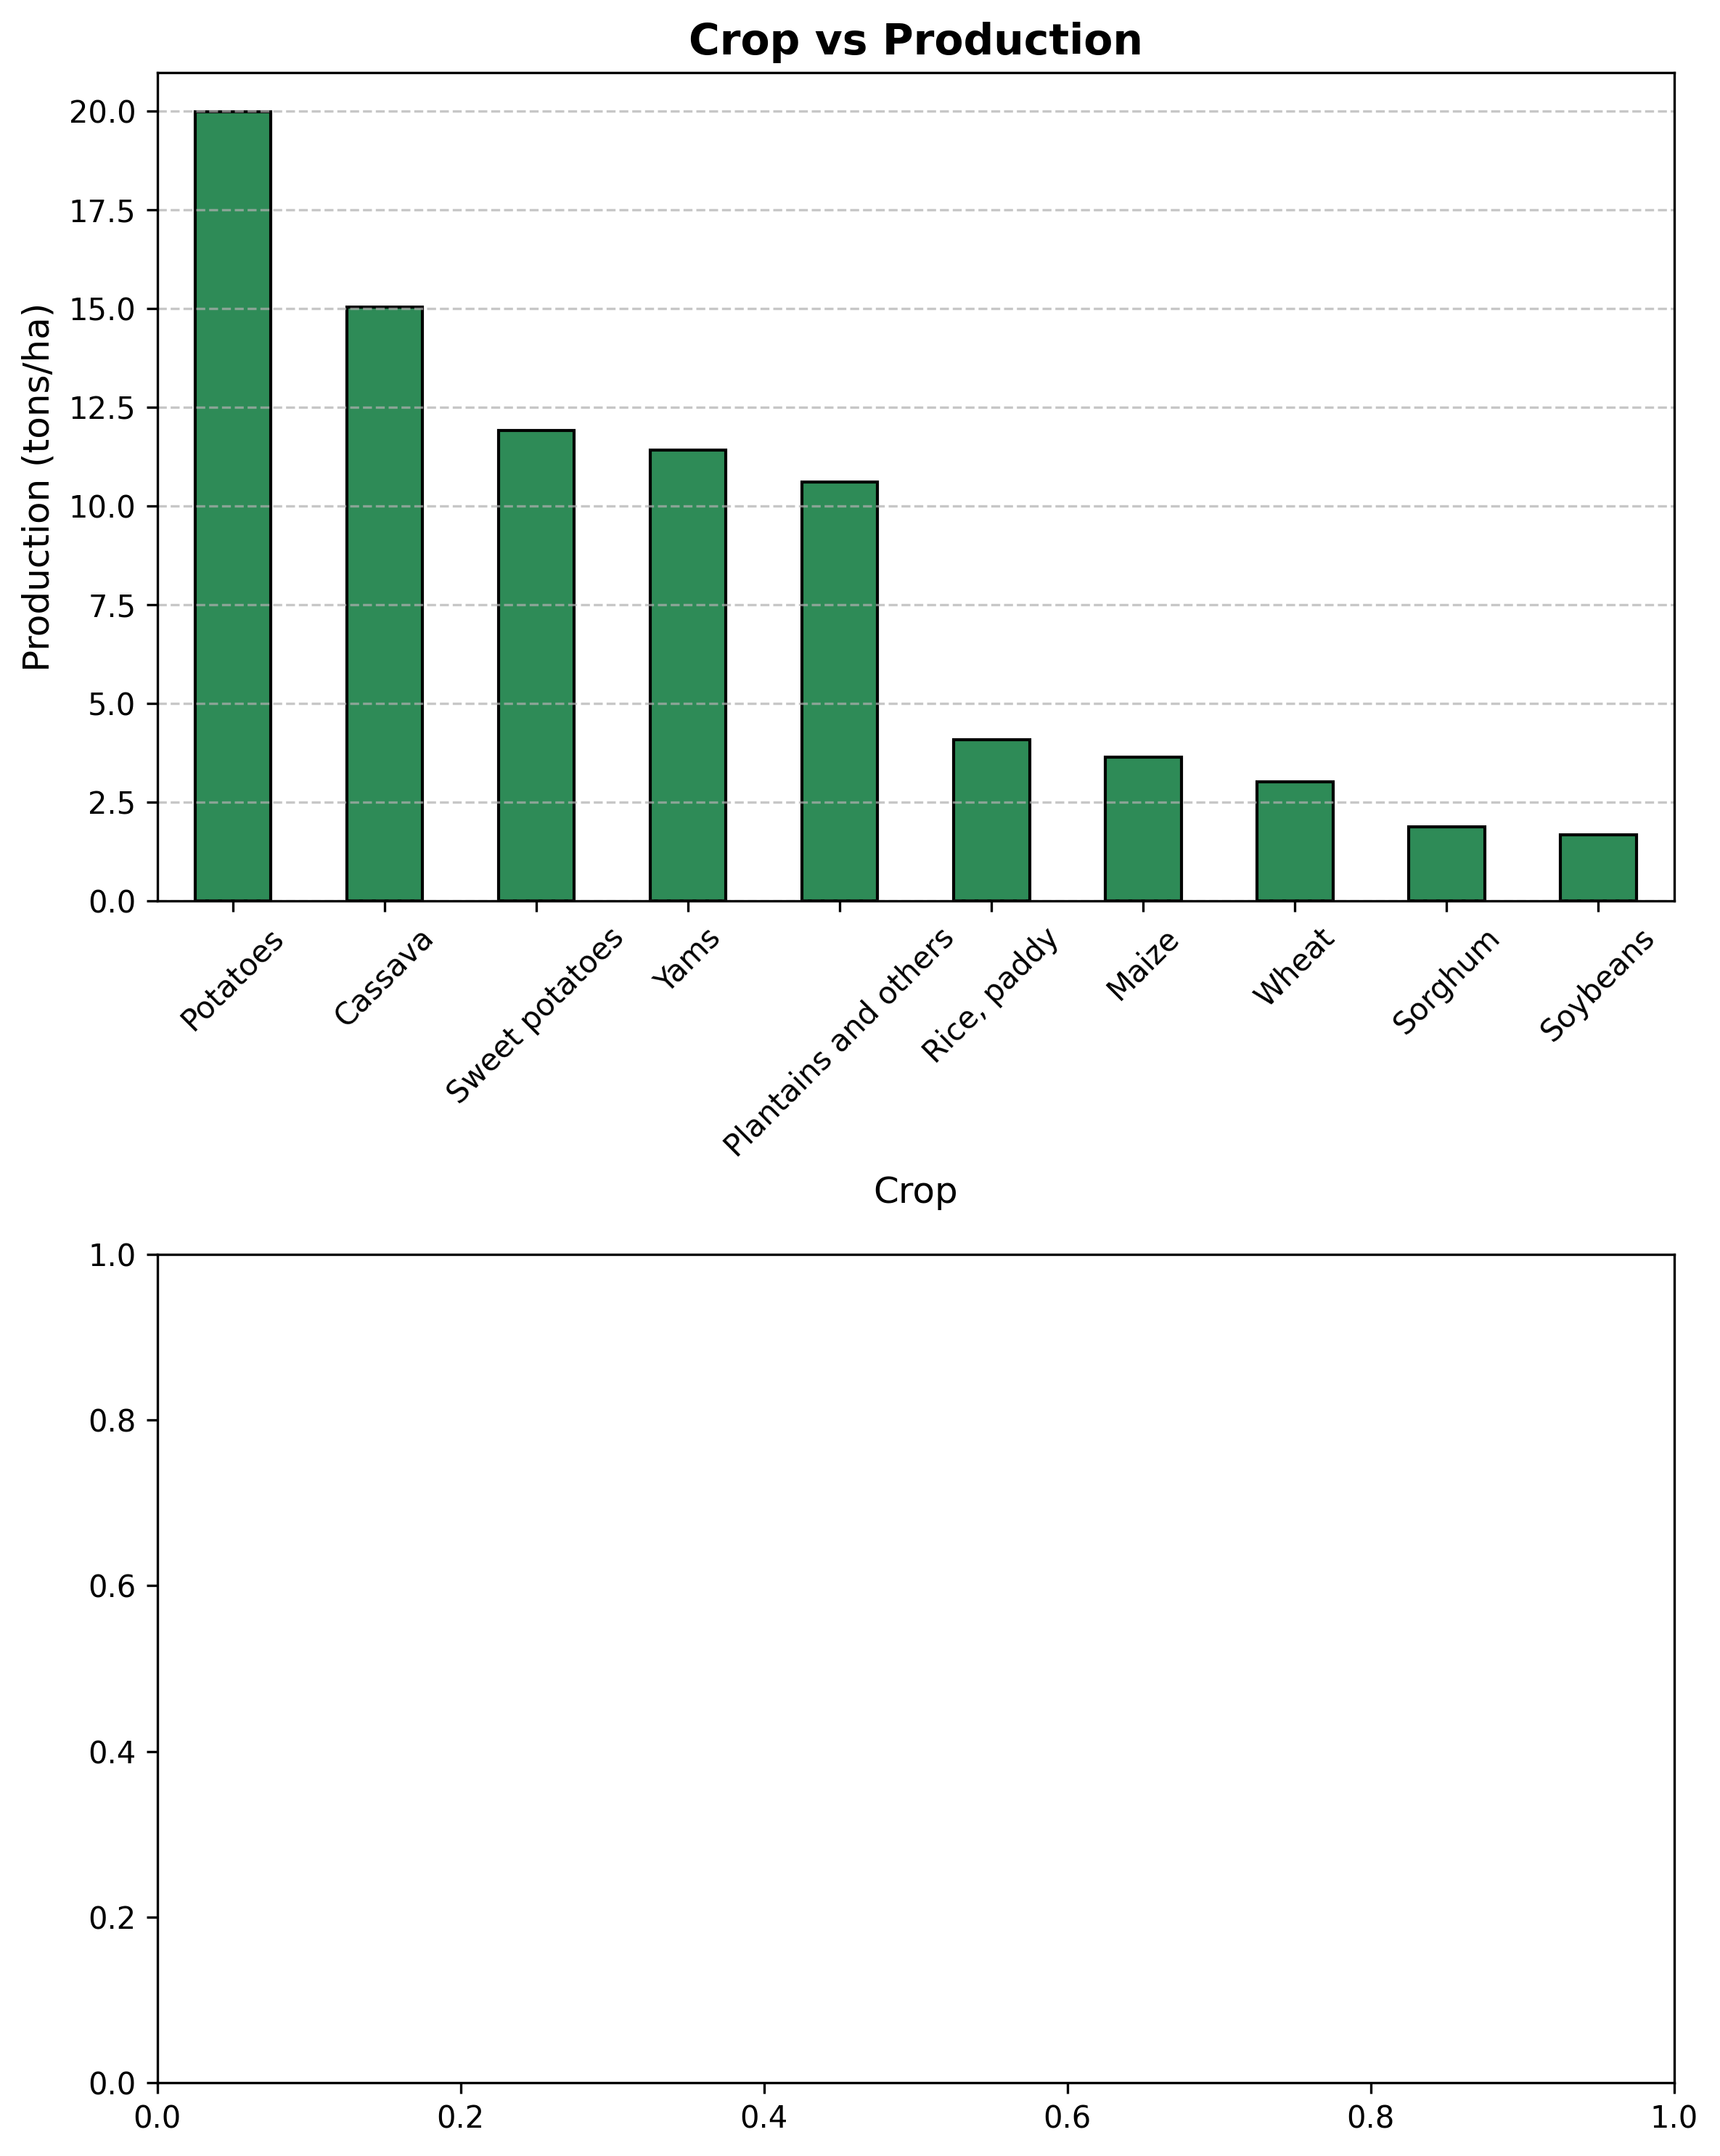 Crop vs Production
Production (tons/ha)
20.0
17.5
15.0
12.5
10.0
7.5
5.0
2.5
0.0
Potatoes
Cassava
Sweet potatoes
Yams
Plantains and others
Rice, paddy
Maize
Wheat
Sorghum
Soybeans
Crop
1.0
0.8
0.6
0.4
0.2
0.0
0.0 0.2 0.4 0.6 0.8 1.0